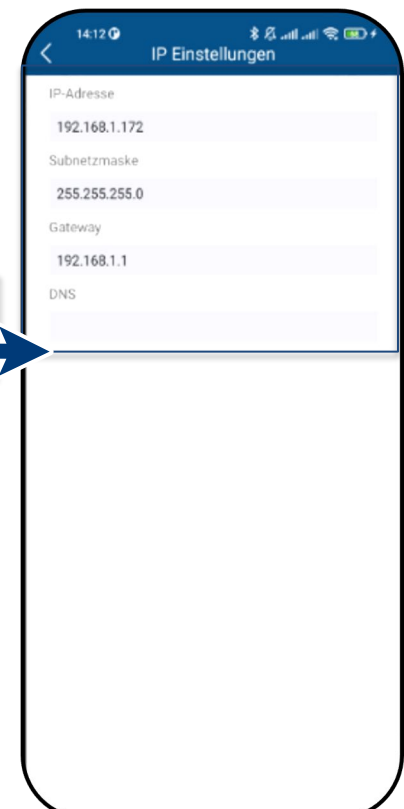 14:12
IP Einstellungen
IP-Adresse
192.168.1.172
Subnetzmaske
255.255.255.0
Gateway
192.168.1.1
DNS